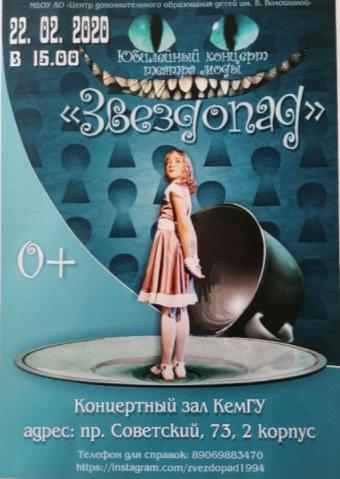 МБОУ ДО «Центр дополнительного образования детей им. В. Волошиной»
22. 02. 2020
В 15.00
Юбилейный концерт
театра моды
«Звездопад»
0+
Концертный зал КемГУ
адрес: пр. Советский, 73, 2 корпус
Телефон для справок: 89069883470
https://instagram.com/zvezdopad1994